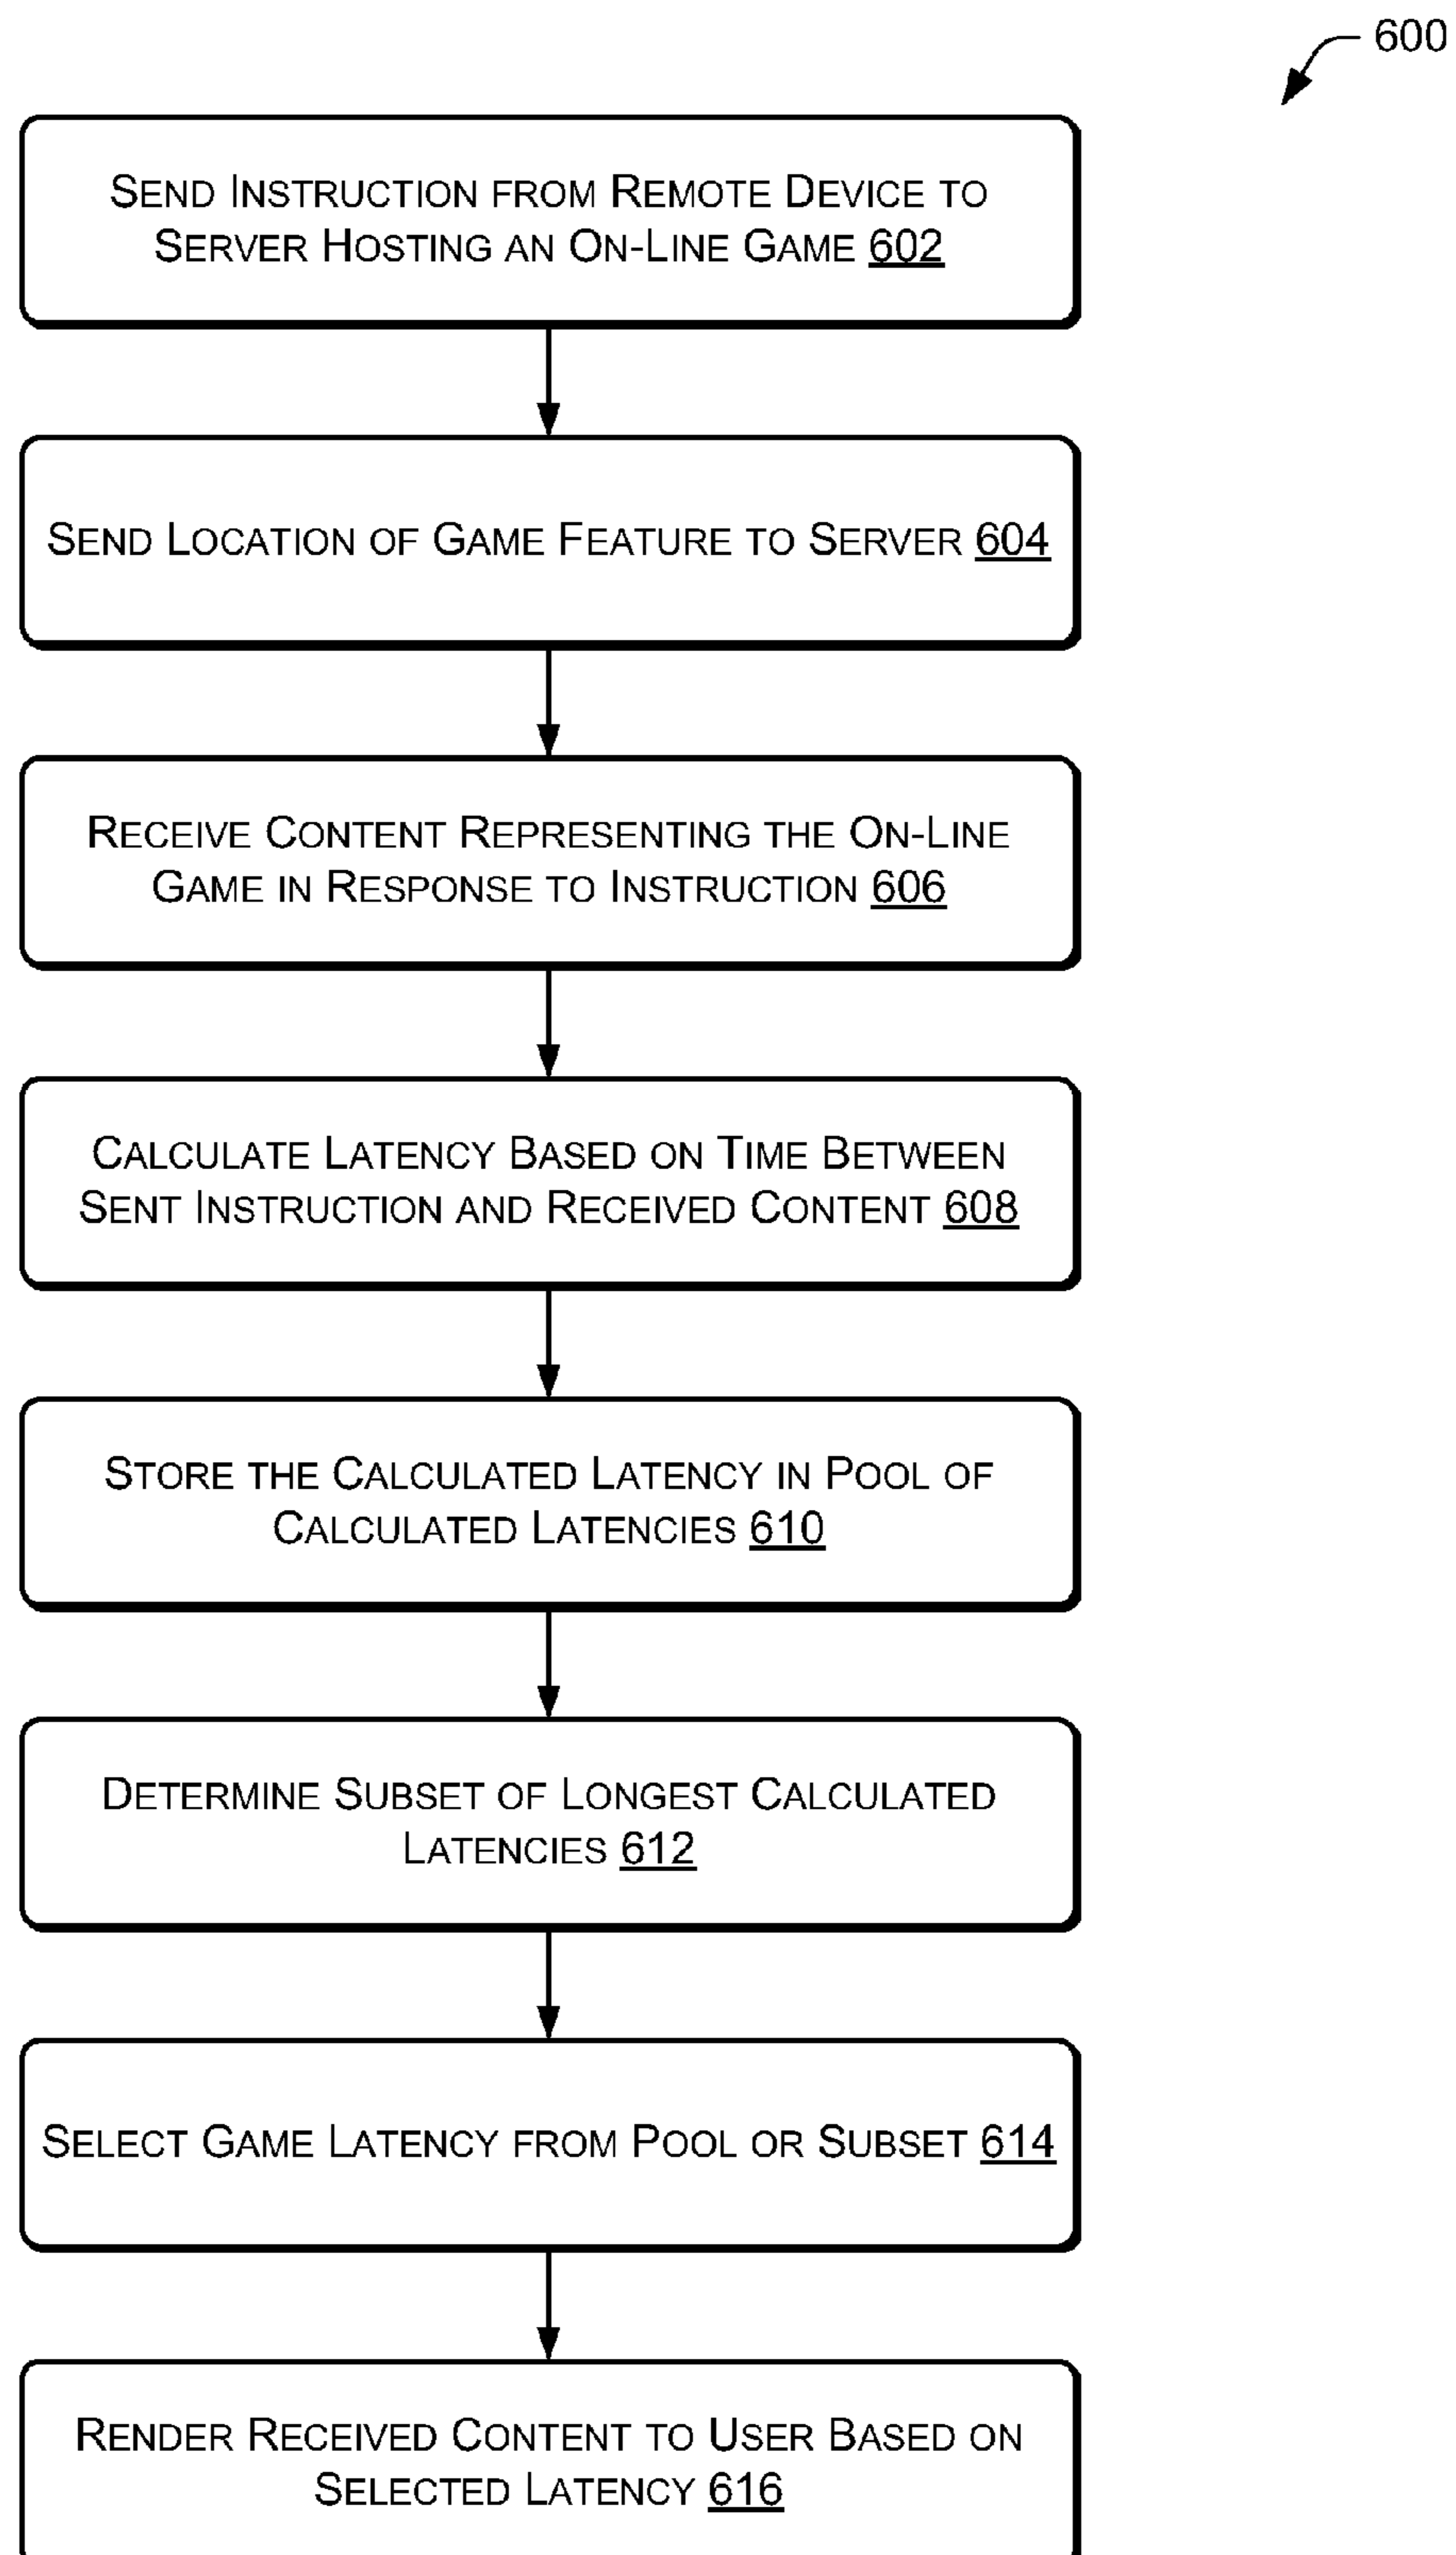 600
SEND INSTRUCTION FROM REMOTE DEVICE TO
SERVER HOSTING AN ON-LINE GAME 602
SEND LOCATION OF GAME FEATURE TO SERVER 604
RECEIVE CONTENT REPRESENTING THE ON-LINE
GAME IN RESPONSE TO INSTRUCTION 606
CALCULATE LATENCY BASED ON TIME BETWEEN
SENT INSTRUCTION AND RECEIVED CONTENT 608
STORE THE CALCULATED LATENCY IN POOL OF
CALCULATED LATENCIES 610
DETERMINE SUBSET OF LONGEST CALCULATED
LATENCIES 612
SELECT GAME LATENCY FROM POOL OR SUBSET 614
RENDER RECEIVED CONTENT TO USER BASED ON
SELECTED LATENCY 616